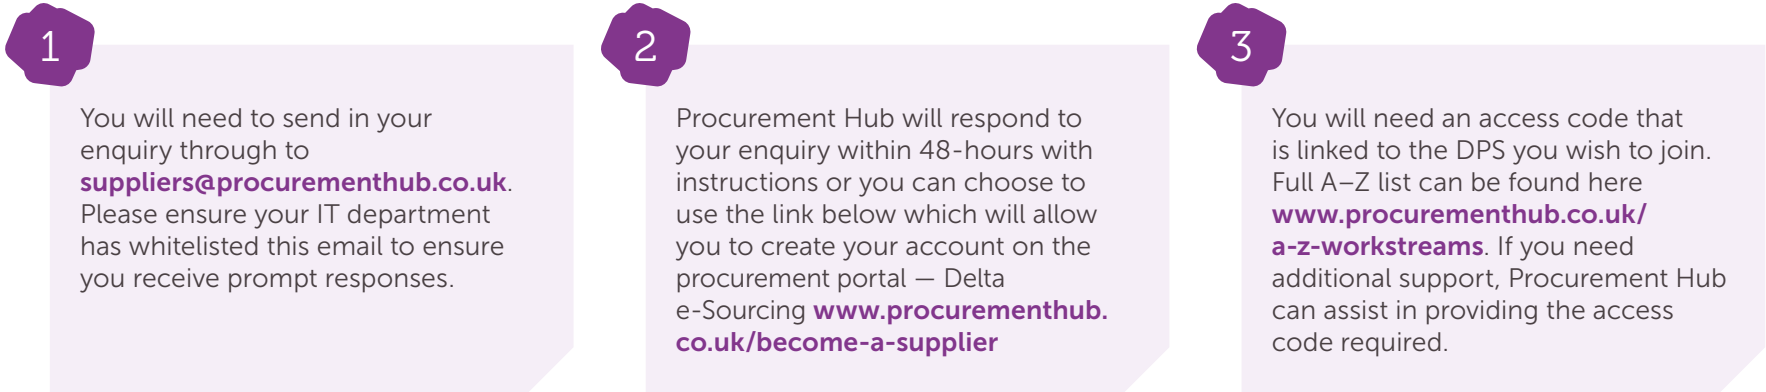 1
You will need to send in your
enquiry through to
suppliers@procurementhub.co.uk.
Please ensure your IT department
has whitelisted this email to ensure
you receive prompt responses.
2
Procurement Hub will respond to
your enquiry within 48-hours with
instructions or you can choose to
use the link below which will allow
you to create your account on the
procurement portal — Delta
e-Sourcing www.procurementhub.
co.uk/become-a-supplier
3
You will need an access code that
is linked to the DPS you wish to join.
Full A–Z list can be found here
www.procurementhub.co.uk/
a-z-workstreams. If you need
additional support, Procurement Hub
can assist in providing the access
code required.